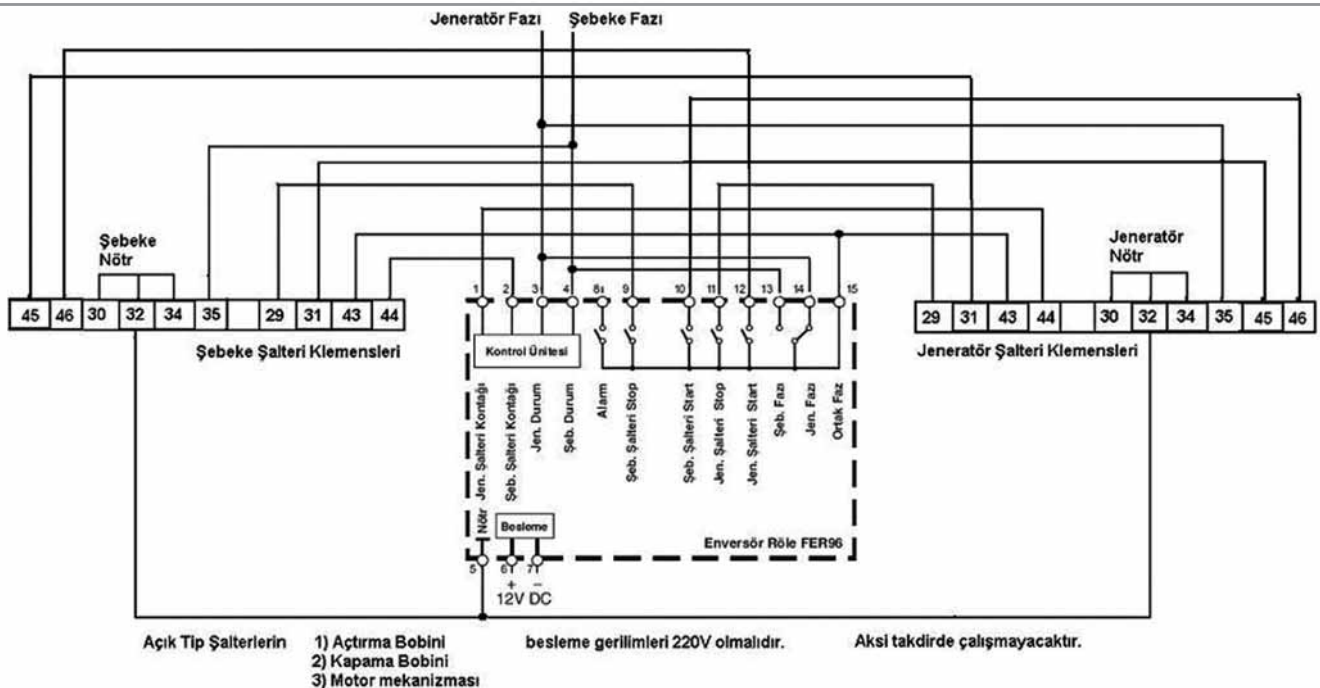 Jeneratör Fazı Şebeke Fazı
Şebeke
Nötr
Jeneratör
Nötr
1 2 3 4 8 9 10 11 12 13 14 15
45 46 30 32 34 35 29 31 43 44
29 31 43 44 30 32 34 35 45 46
Şebeke Şalteri Klemensleri
Kontrol Ünitesi
Jeneratör Şalteri Klemensleri
Jen. Şalteri Kontağı
Şeb. Şalteri Kontağı
Jen. Durum
Şeb. Durum
Alarm
Şeb. Şalteri Stop
Şeb. Şalteri Start
Jen. Şalteri Stop
Jen. Şalteri Start
Şeb. Fazı
Jen. Fazı
Ortak Faz
Nötr
Besleme
Enversör Röle FER96
5 6 7
+ −
12V DC
Açık Tip Şalterlerin 1) Açtırma Bobini besleme gerilimleri 220V olmalıdır. Aksi takdirde çalışmayacaktır.
2) Kapama Bobini
3) Motor mekanizması